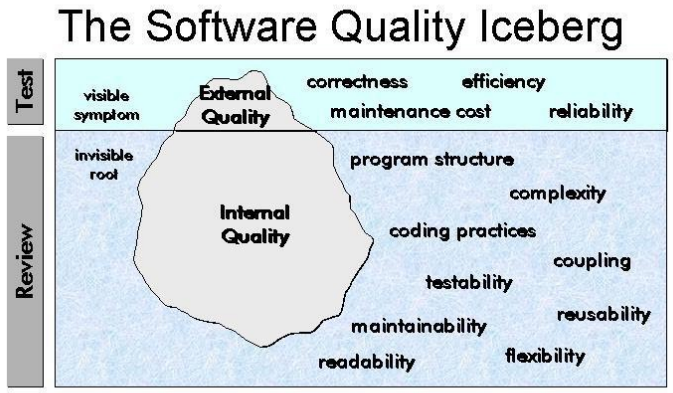 The Software Quality Iceberg
Test
visible
symptom
External
Quality
correctness
efficiency
maintenance cost
reliability
Review
invisible
root
Internal
Quality
program structure
complexity
coding practices
coupling
testability
reusability
maintainability
flexibility
readability